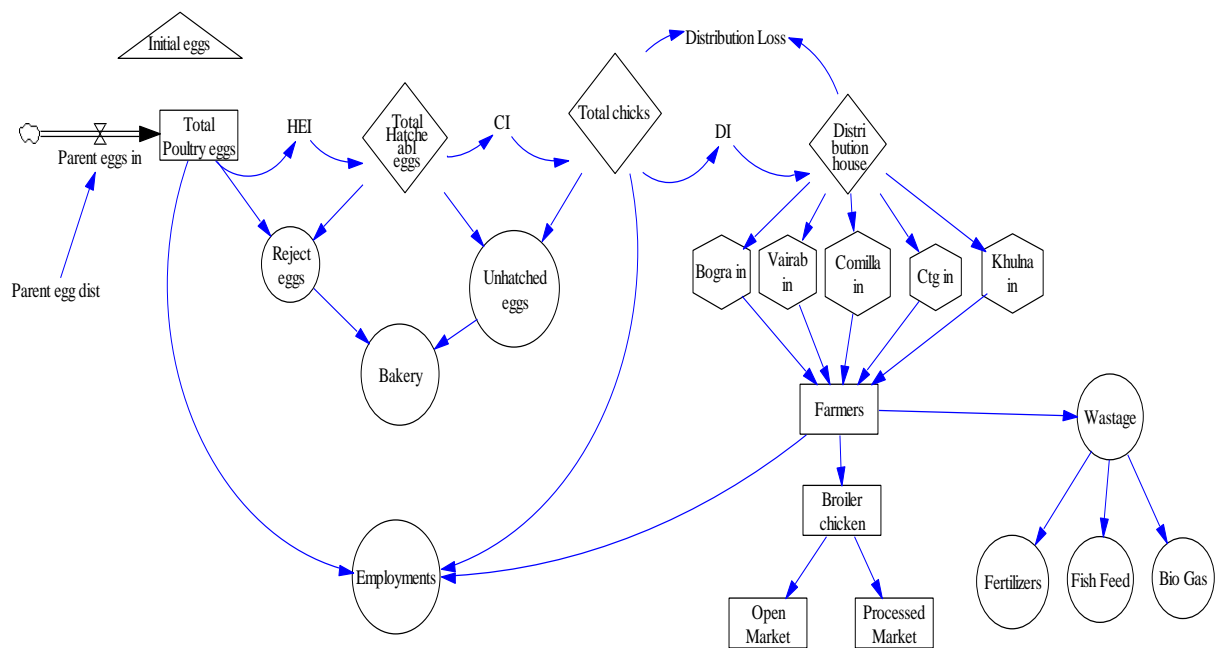 Initial eggs
Distribution Loss
Total
Poultry eggs
HEI
Total
Hatche
abl
eggs
CI
Total chicks
DI
Distri
bution
house
Parent eggs in
Parent egg dist
Reject
eggs
Unhatched
eggs
Bogra in
Vairab
in
Comilla
in
Ctg in
Khulna
in
Bakery
Farmers
Wastage
Broiler
chicken
Employments
Fertilizers
Fish Feed
Bio Gas
Open
Market
Processed
Market